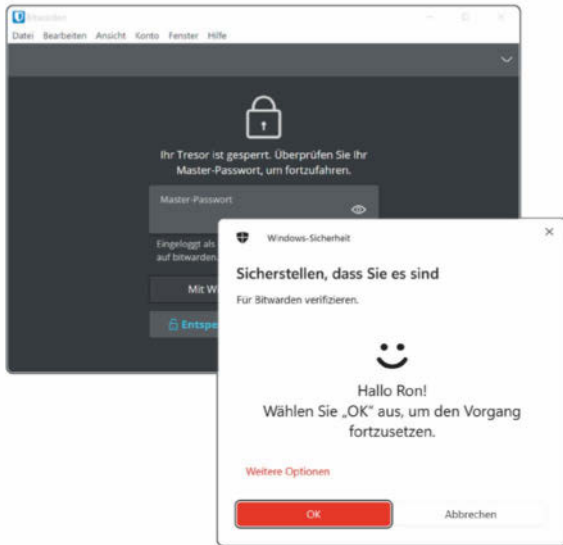 Bitwarden
Datei Bearbeiten Ansicht Konto Fenster Hilfe
Ihr Tresor ist gesperrt. Überprüfen Sie Ihr
Master-Passwort, um fortzufahren.
Master-Passwort
Eingeloggt als
auf bitwarden.
Mit Wi
Entspe
Windows-Sicherheit
Sicherstellen, dass Sie es sind
Für Bitwarden verifizieren.
Hallo Ron!
Wählen Sie „OK“ aus, um den Vorgang
fortzusetzen.
Weitere Optionen
OK Abbrechen